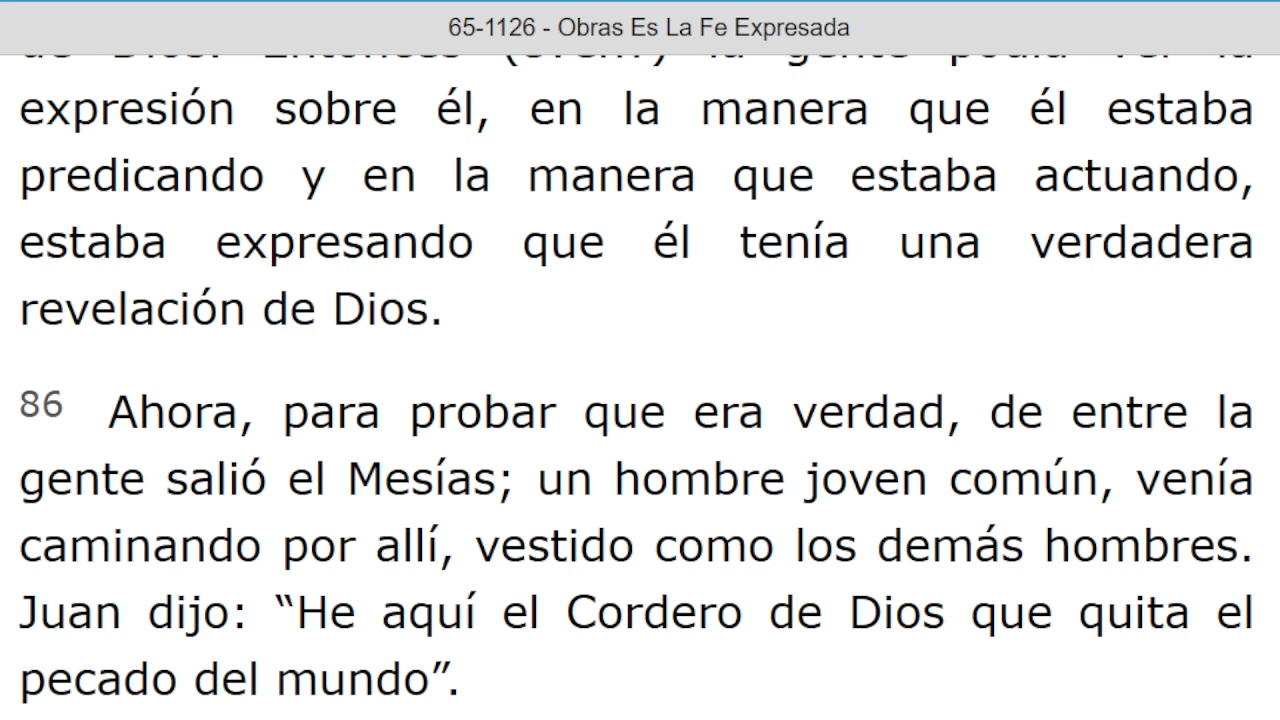 65-1126 - Obras Es La Fe Expresada
expresión sobre él, en la manera que él estaba
predicando y en la manera que estaba actuando,
estaba expresando que él tenía una verdadera
revelación de Dios.
86 Ahora, para probar que era verdad, de entre la
gente salió el Mesías; un hombre joven común, venía
caminando por allí, vestido como los demás hombres.
Juan dijo: “He aquí el Cordero de Dios que quita el
pecado del mundo”.